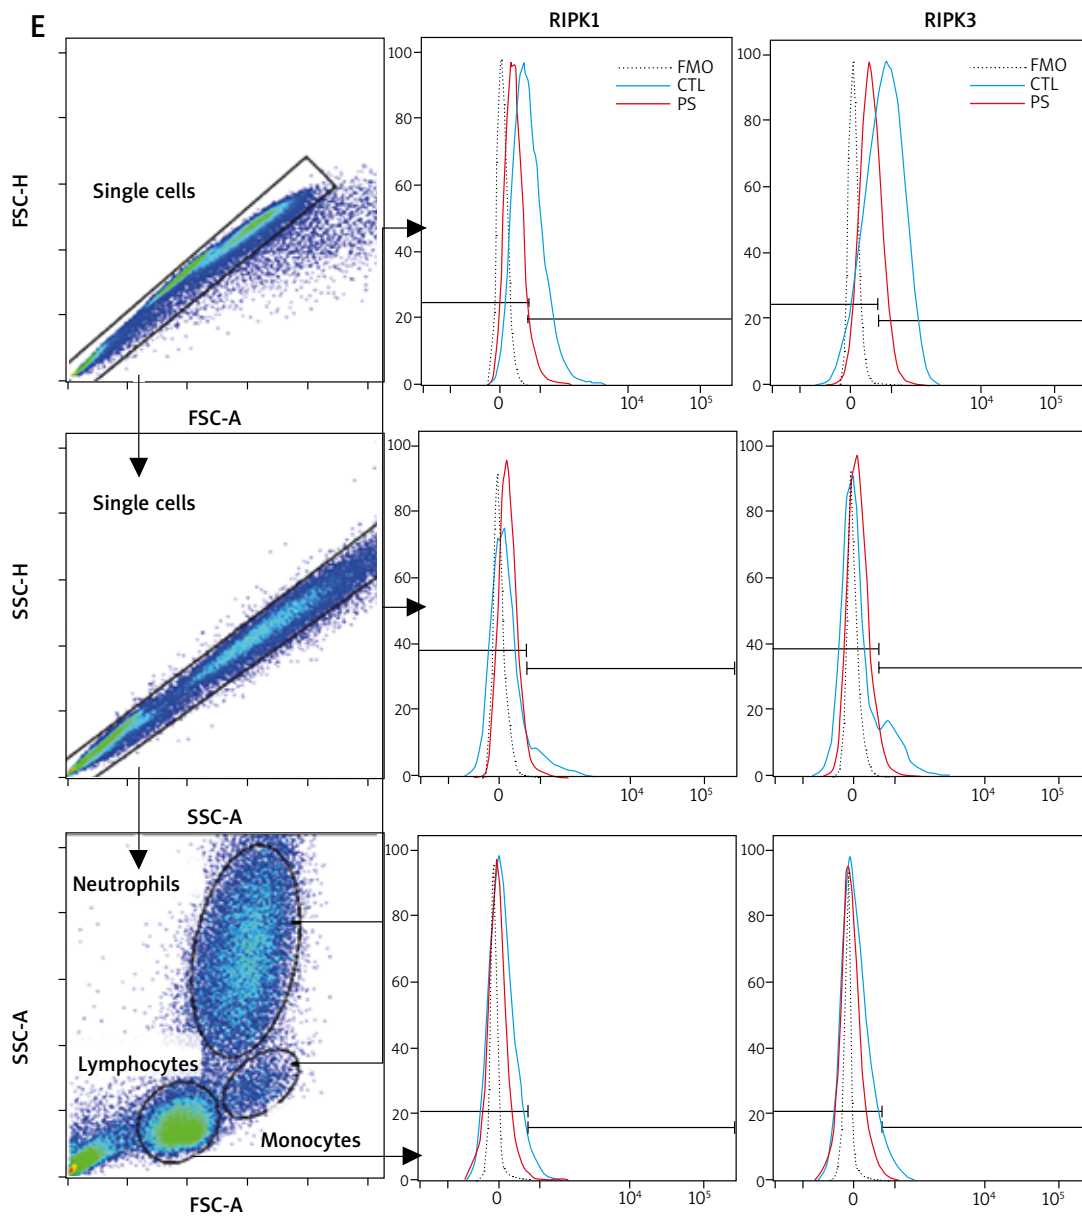 E
RIPK1
RIPK3
FSC-H
Single cells
FSC-A
100
80
60
40
20
0
FMO
CTL
PS
0
10⁴
10⁵
100
80
60
40
20
0
FMO
CTL
PS
0
10⁴
10⁵
SSC-H
Single cells
SSC-A
100
80
60
40
20
0
0
10⁴
10⁵
100
80
60
40
20
0
0
10⁴
10⁵
SSC-A
Neutrophils
Lymphocytes
Monocytes
FSC-A
100
80
60
40
20
0
0
10⁴
10⁵
100
80
60
40
20
0
0
10⁴
10⁵